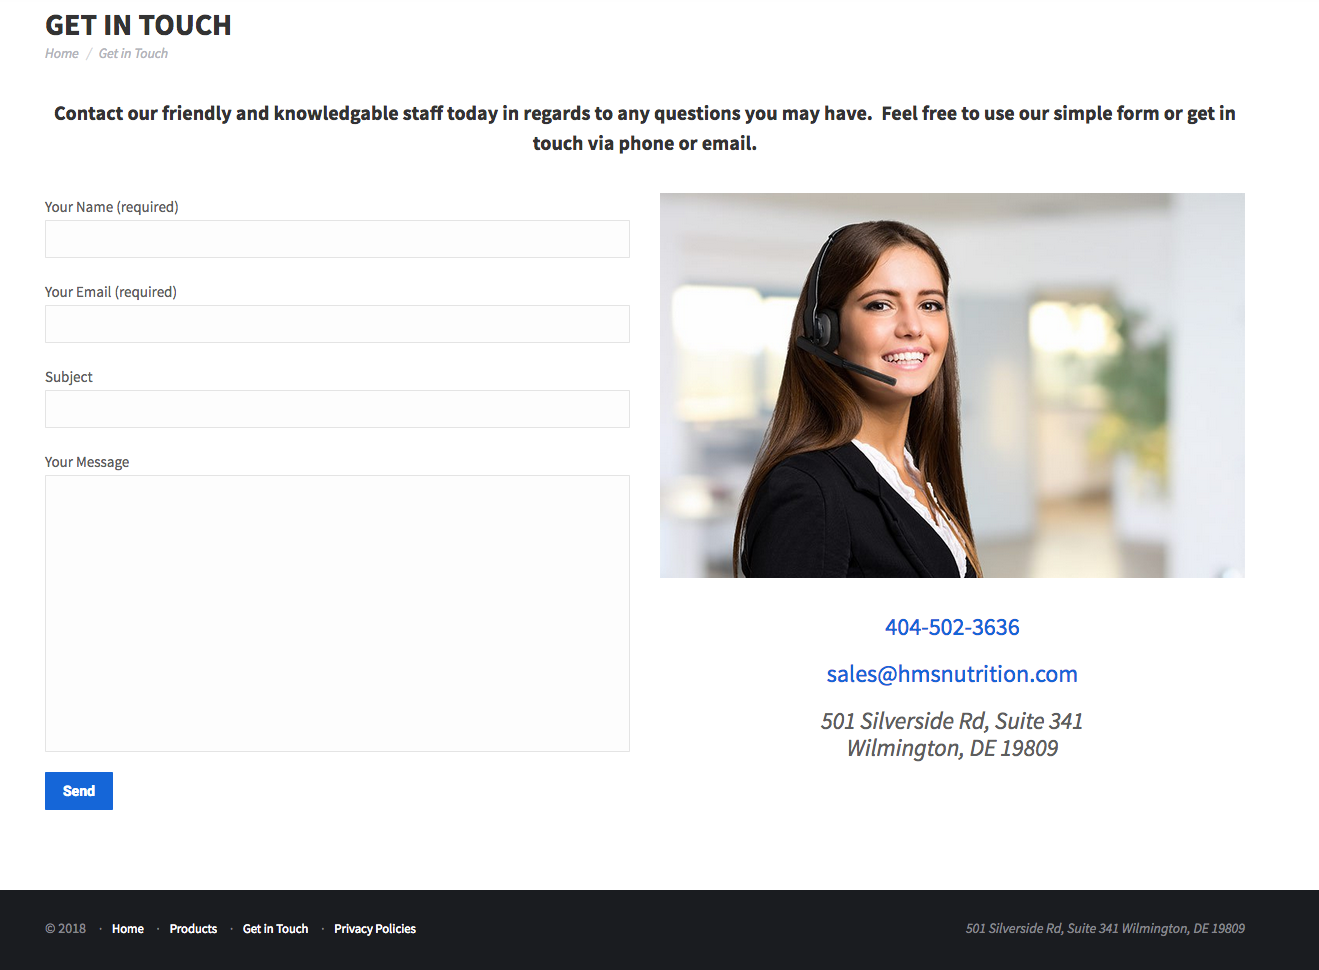 GET IN TOUCH
Home / Get in Touch
Contact our friendly and knowledgable staff today in regards to any questions you may have.  Feel free to use our simple form or get in
touch via phone or email.
Your Name (required)
Your Email (required)
Subject
Your Message
Send
404-502-3636
sales@hmsnutrition.com
501 Silverside Rd, Suite 341
Wilmington, DE 19809
© 2018 · Home · Products · Get in Touch · Privacy Policies
501 Silverside Rd, Suite 341 Wilmington, DE 19809